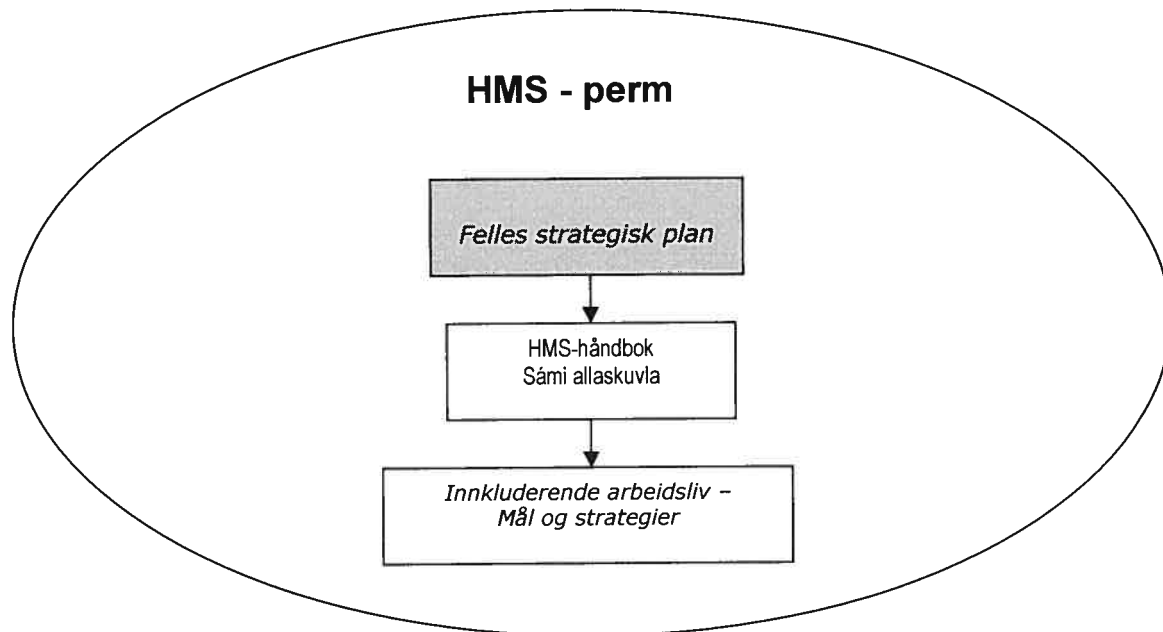 HMS - perm
Felles strategisk plan
HMS-håndbok
Sámi allaskuvla
Innkluderende arbeidsliv –
Mål og strategier